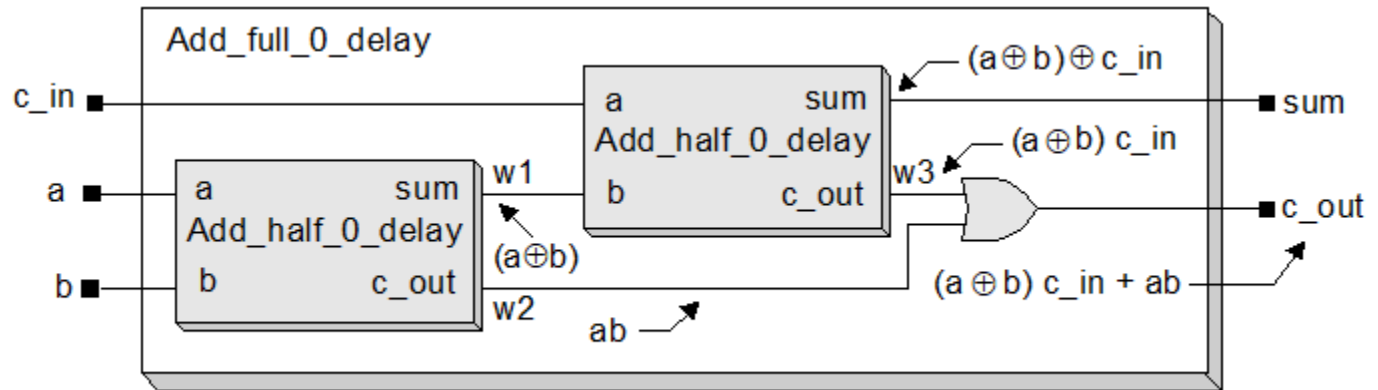 Add_full_0_delay
(a⊕b)⊕ c_in
c_in
a
sum
sum
Add_half_0_delay
(a⊕b) c_in
w1
w3
a
a
sum
b
c_out
c_out
Add_half_0_delay
(a⊕b)
b
b
c_out
(a⊕b) c_in + ab
w2
ab